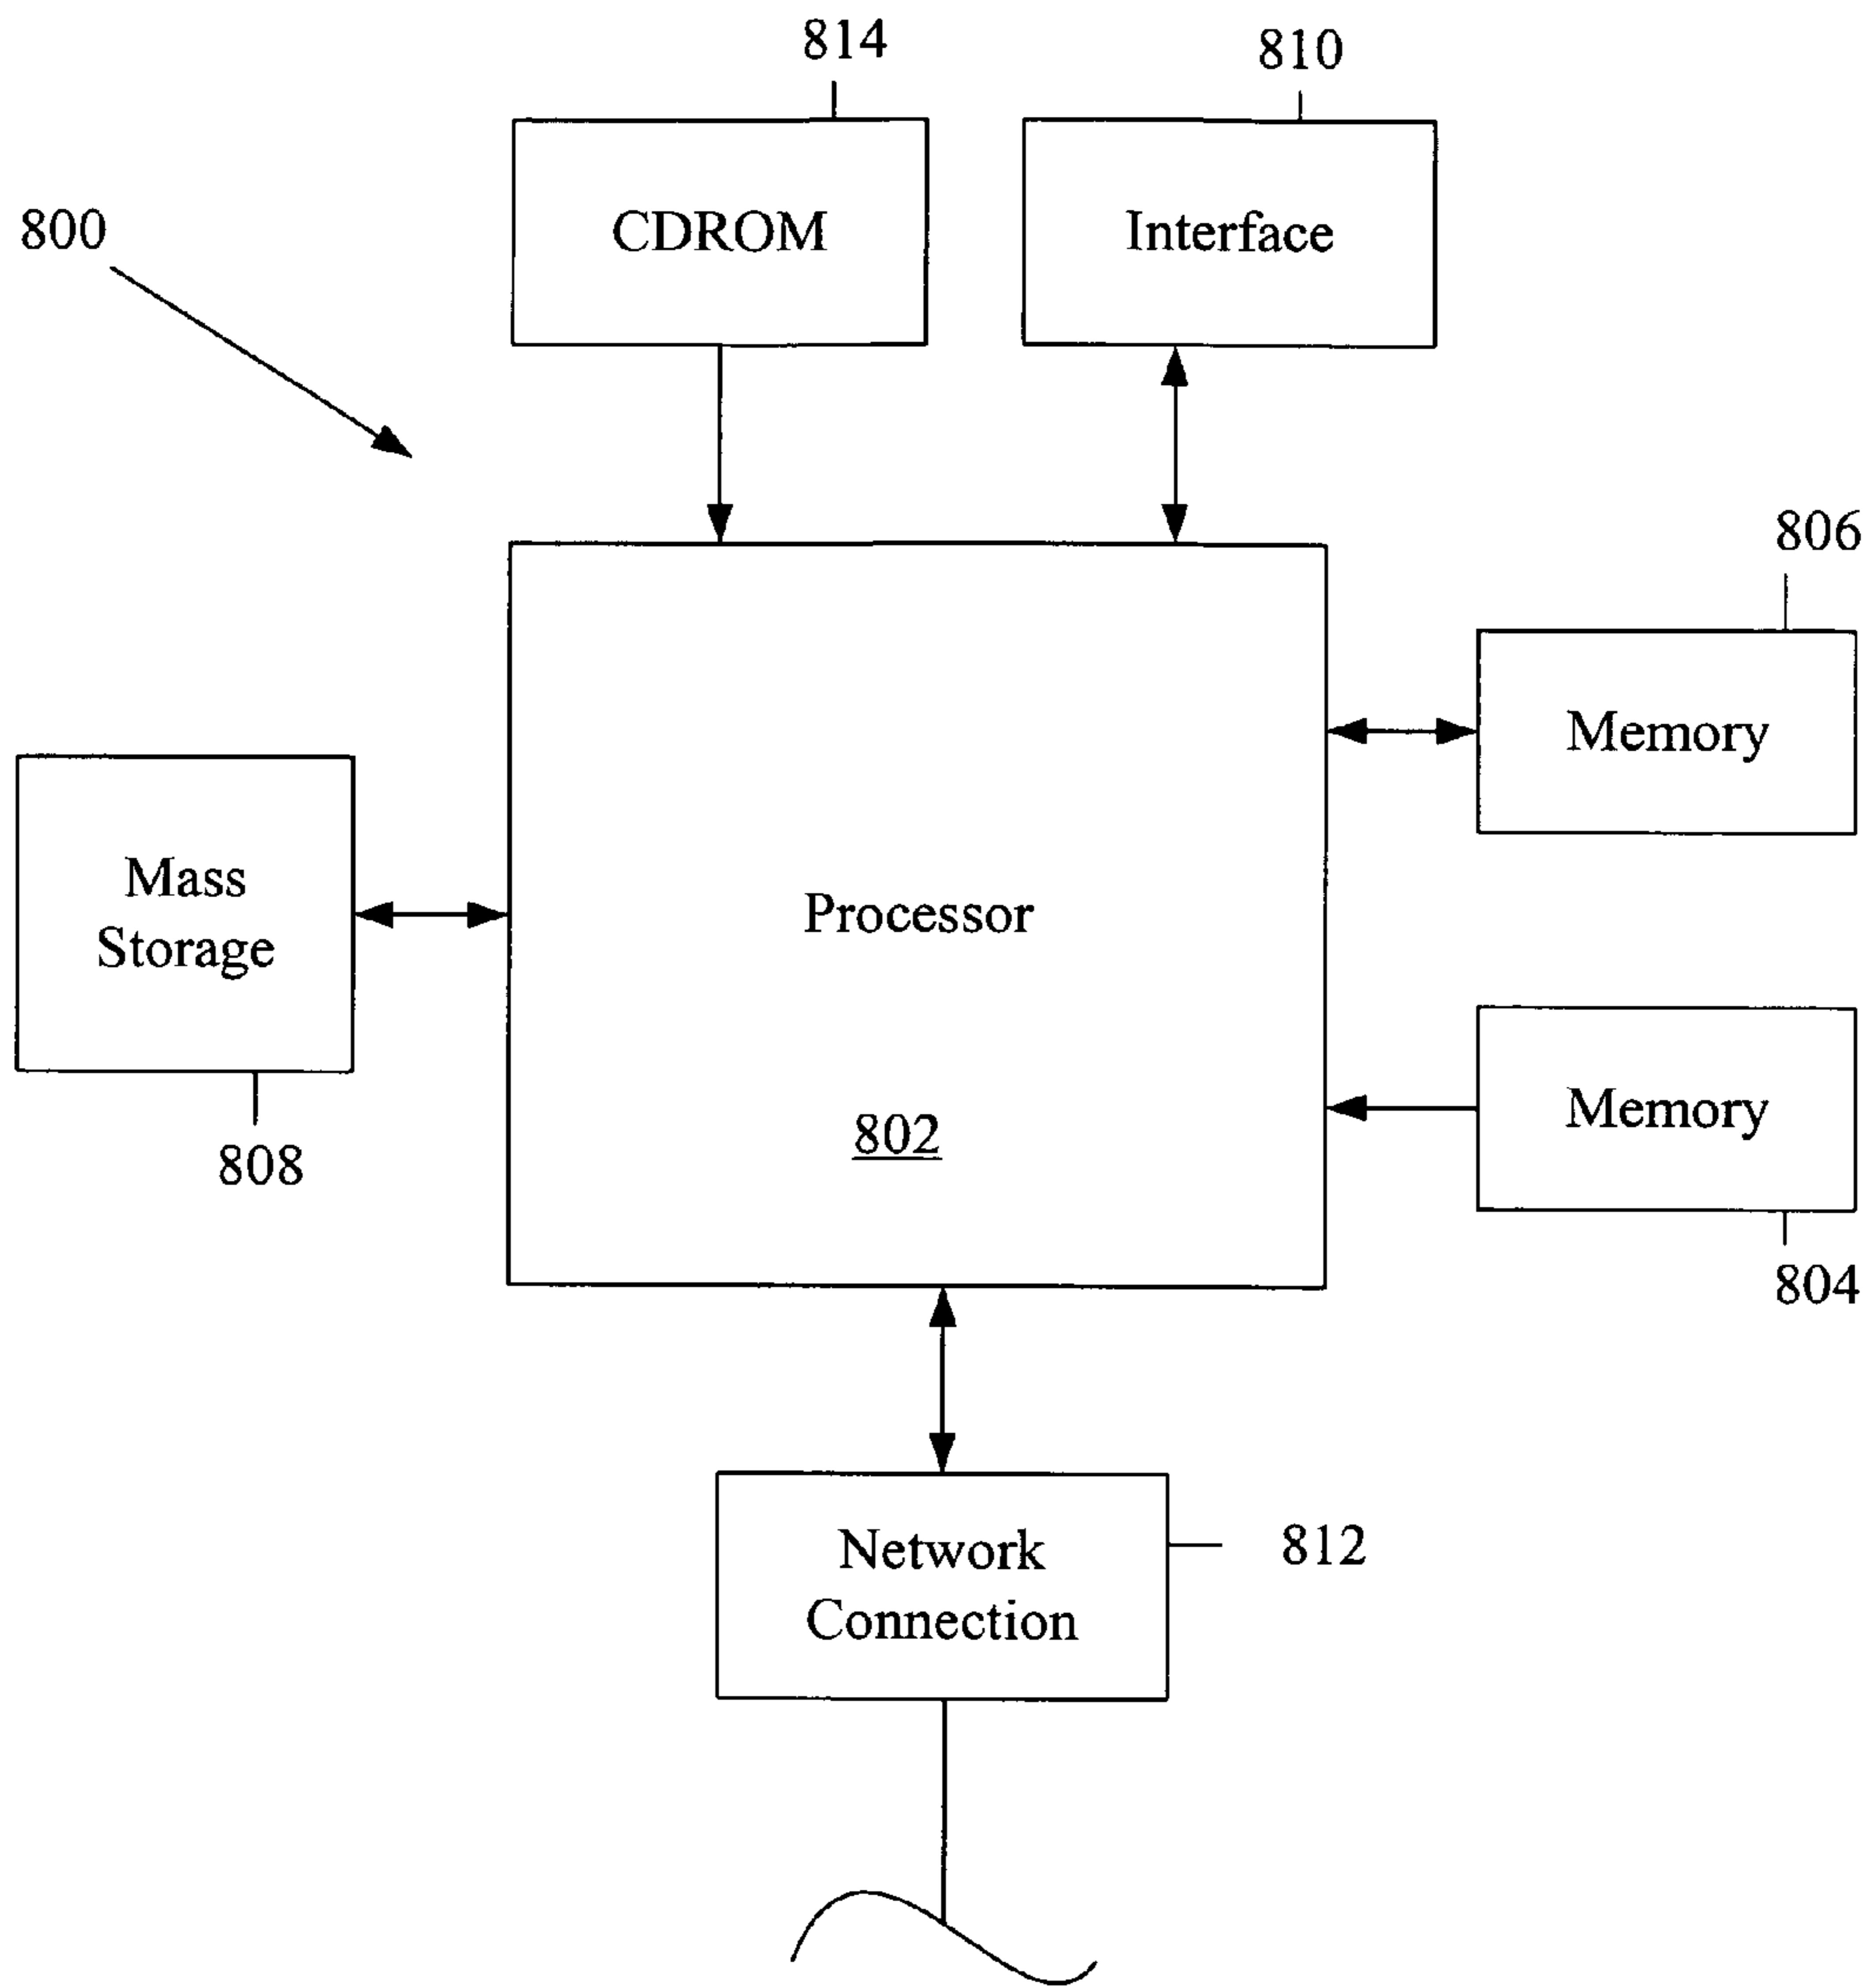 814
810
800
CDROM
Interface
806
Memory
Mass
Storage
Processor
802
808
Memory
804
Network
Connection
812